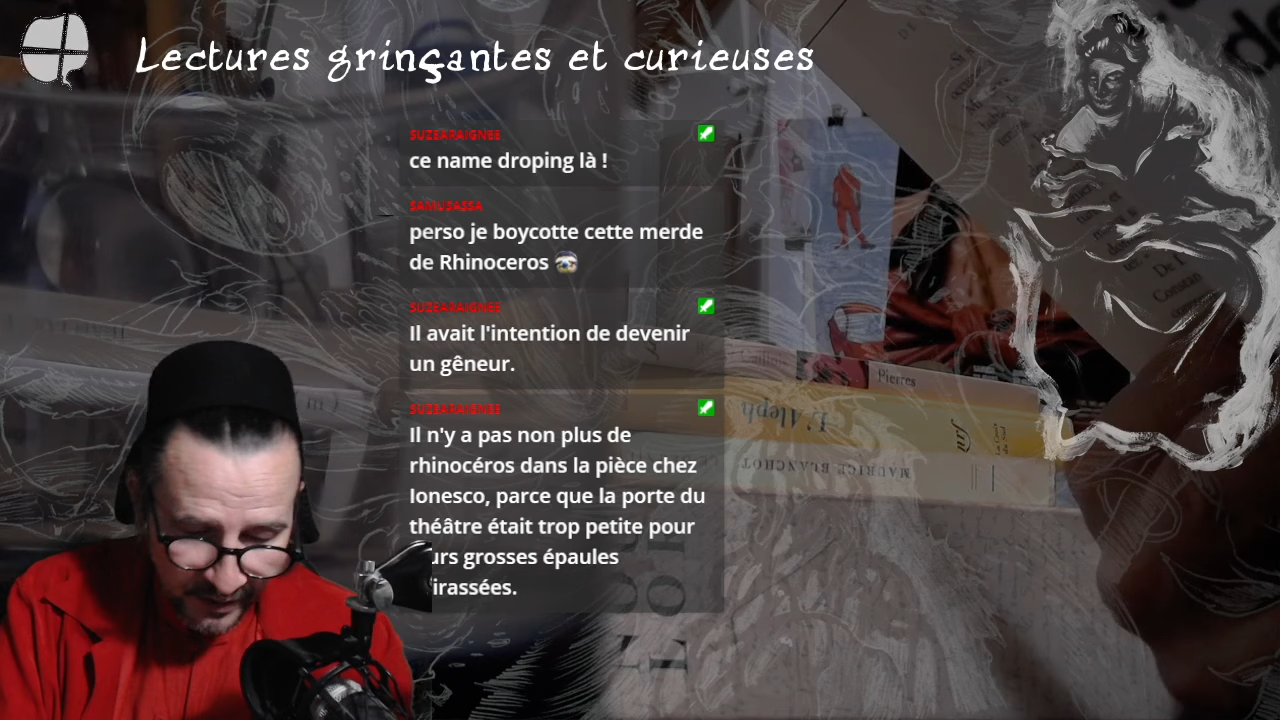 Lectures grinçantes et curieuses
SUZEARAIGNEE
ce name droping là !
SAMUSASSA
perso je boycotte cette merde
de Rhinoceros
SUZEARAIGNEE
Il avait l'intention de devenir
un gêneur.
SUZEARAIGNEE
Il n'y a pas non plus de
rhinocéros dans la pièce chez
Ionesco, parce que la porte du
théâtre était trop petite pour
urs grosses épaules
irassées.
Pierres
L'Aleph
MAURICE BLANCHOT